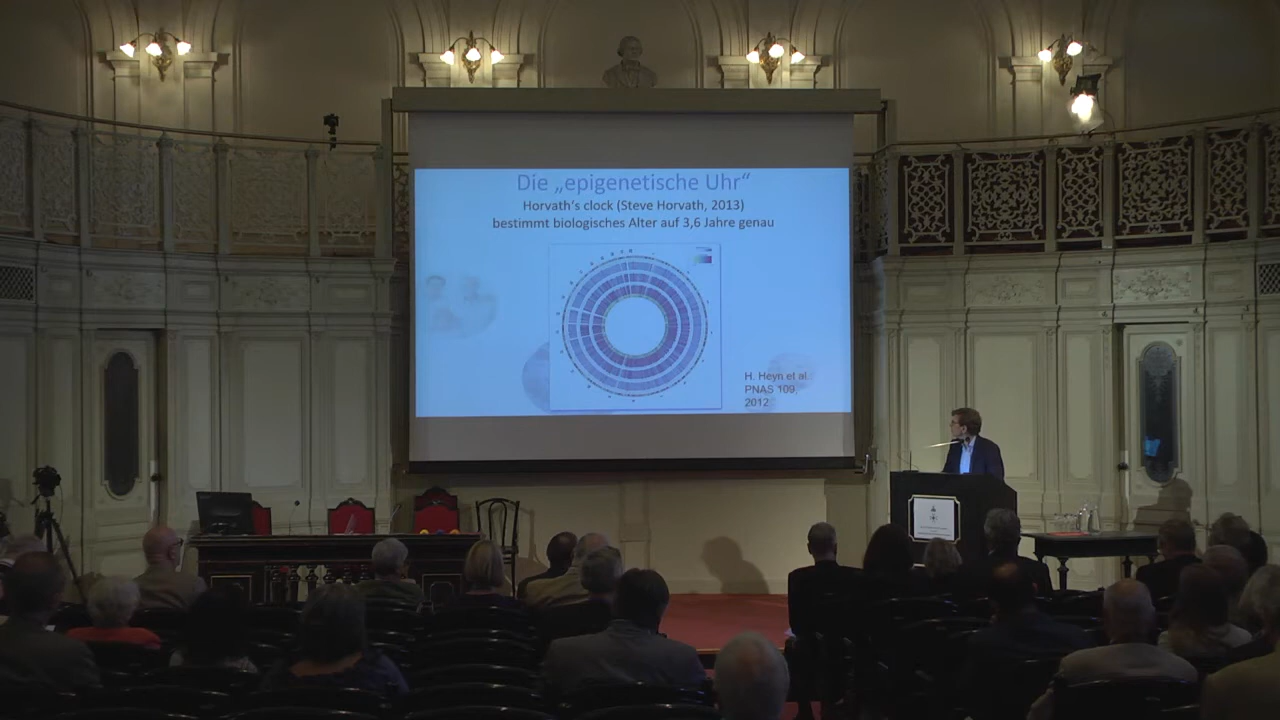 Die „epigenetische Uhr“
Horvath‘s clock (Steve Horvath, 2013)
bestimmt biologisches Alter auf 3,6 Jahre genau
H. Heyn et al.
PNAS 109,
2012